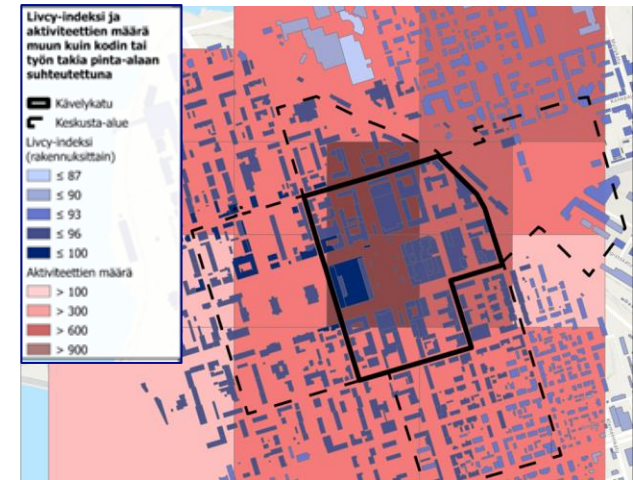 Livcy-indeksi ja
aktiviteettien määrä
muun kuin kodin tai
työn takia pinta-alaan
suhteutettuna
Kävelykatu
Keskusta-alue
Livcy-indeksi
(rakennuksittain)
≤ 87
≤ 90
≤ 93
≤ 96
≤ 100
Aktiviteettien määrä
> 100
> 300
> 600
> 900